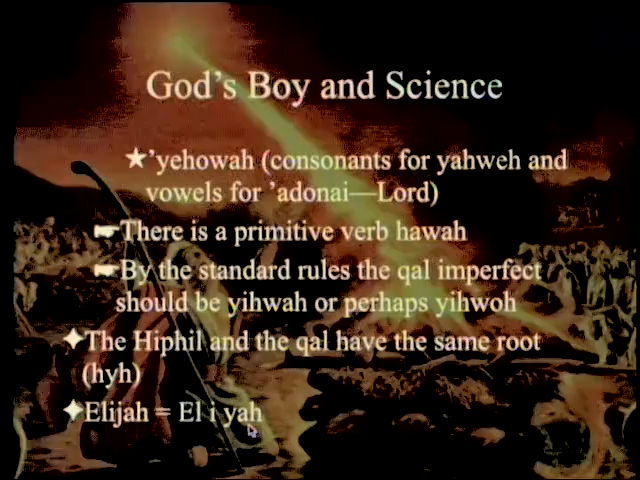 God's Boy and Science
'yehowah (consonants for yahweh and
vowels for 'adonai—Lord)
There is a primitive verb hawah
By the standard rules the qal imperfect
should be yihwah or perhaps yihwoh
The Hiphil and the qal have the same root
(hyh)
Elijah = El i yah